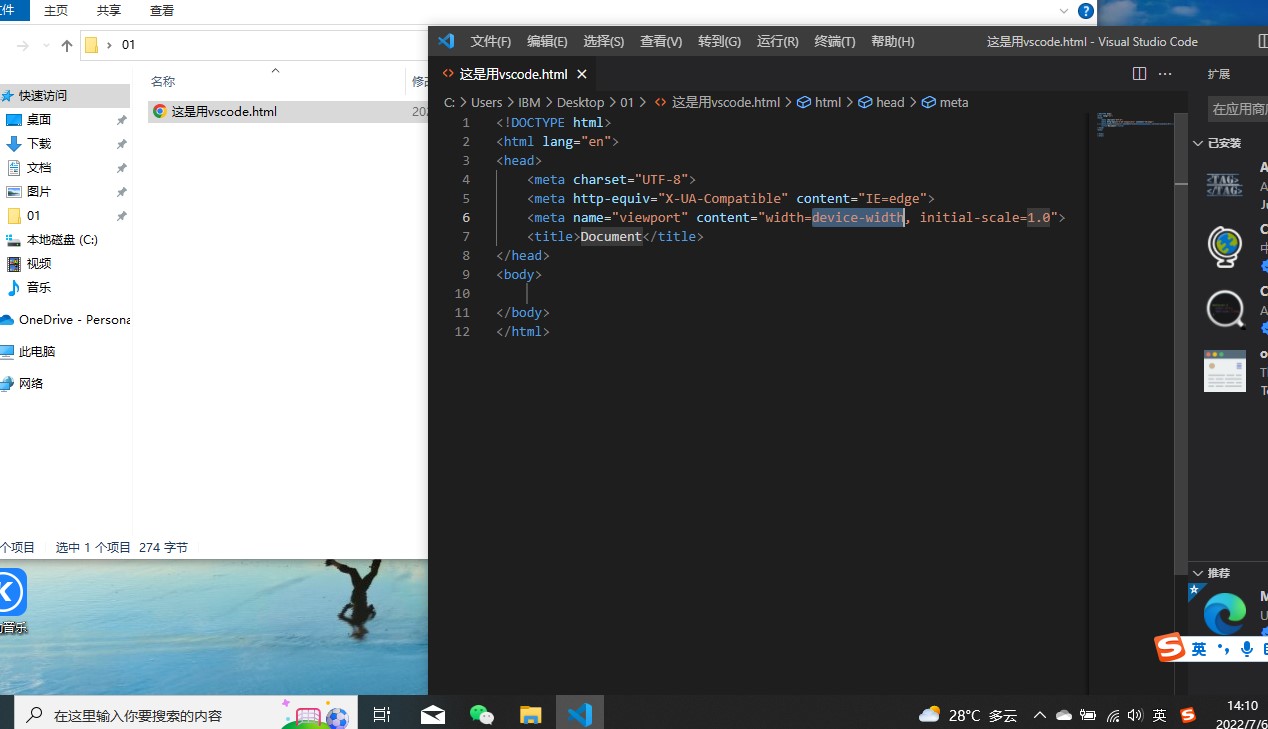 件
主页
共享
查看
01
名称
快速访问
桌面
下载
文档
图片
01
本地磁盘 (C:)
视频
音乐
OneDrive - Persona
此电脑
网络
这是用vscode.html
个项目
选中 1 个项目
274 字节
文件(F)
编辑(E)
选择(S)
查看(V)
转到(G)
运行(R)
终端(T)
帮助(H)
这是用vscode.html - Visual Studio Code
这是用vscode.html
C: > Users > IBM > Desktop > 01 > 这是用vscode.html > html > head > meta
1 <!DOCTYPE html>
2 <html lang="en">
3 <head>
4 <meta charset="UTF-8">
5 <meta http-equiv="X-UA-Compatible" content="IE=edge">
6 <meta name="viewport" content="width=device-width, initial-scale=1.0">
7 <title>Document</title>
8 </head>
9 <body>
10
11 </body>
12 </html>
扩展
在应用商
已安装
推荐
音乐
在这里输入你要搜索的内容
28°C 多云
英
英
14:10
2022/7/6